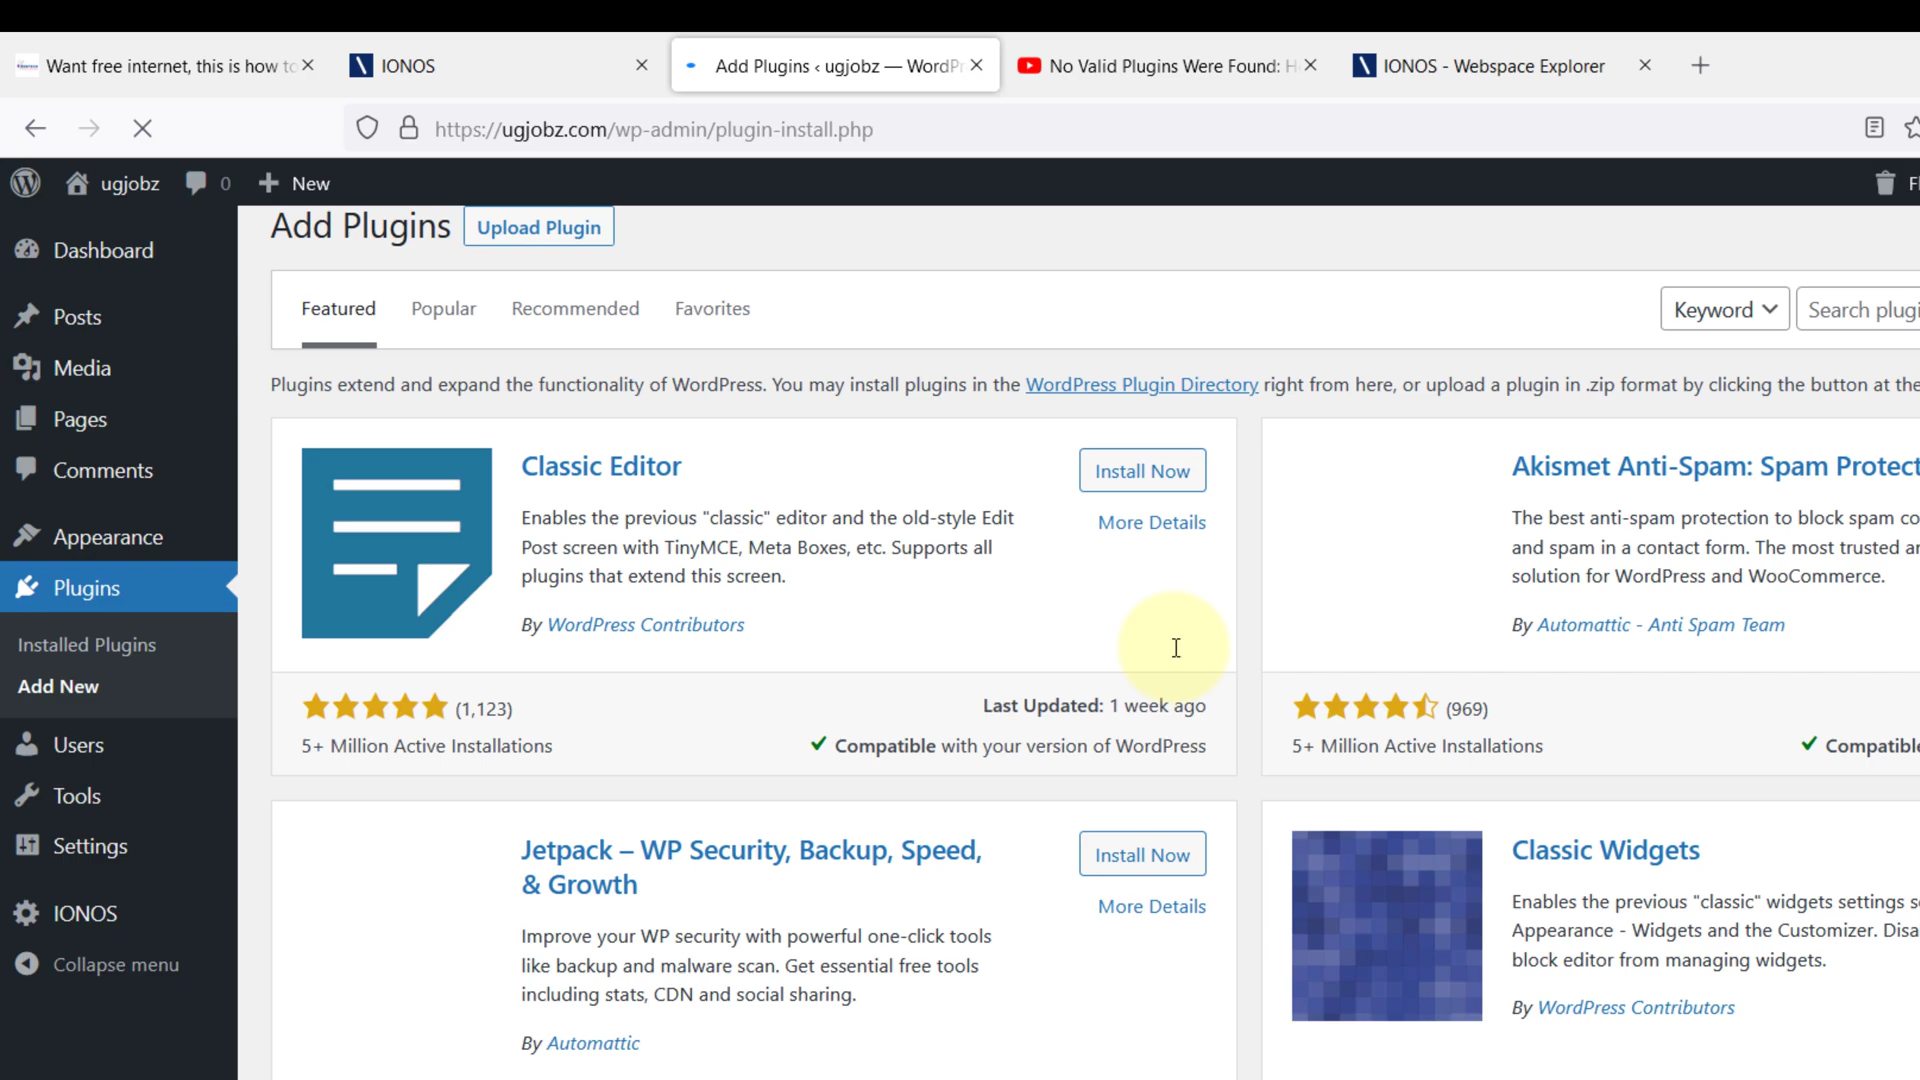 Want free internet, this is how to
IONOS
Add Plugins ‹ ugjobz — WordPr
No Valid Plugins Were Found: H
IONOS - Webspace Explorer
https://ugjobz.com/wp-admin/plugin-install.php
ugjobz
0
New
Fl
Dashboard
Posts
Media
Pages
Comments
Appearance
Plugins
Installed Plugins
Add New
Users
Tools
Settings
IONOS
Collapse menu
Add Plugins
Upload Plugin
Featured
Popular
Recommended
Favorites
Keyword
Search plugi
Plugins extend and expand the functionality of WordPress. You may install plugins in the WordPress Plugin Directory right from here, or upload a plugin in .zip format by clicking the button at the
Classic Editor
Install Now
More Details
Enables the previous "classic" editor and the old-style Edit
Post screen with TinyMCE, Meta Boxes, etc. Supports all
plugins that extend this screen.
By WordPress Contributors
(1,123)
Last Updated: 1 week ago
5+ Million Active Installations
Compatible with your version of WordPress
Akismet Anti-Spam: Spam Protect
The best anti-spam protection to block spam co
and spam in a contact form. The most trusted an
solution for WordPress and WooCommerce.
By Automattic - Anti Spam Team
(969)
5+ Million Active Installations
Compatible
Jetpack – WP Security, Backup, Speed,
& Growth
Install Now
More Details
Improve your WP security with powerful one-click tools
like backup and malware scan. Get essential free tools
including stats, CDN and social sharing.
By Automattic
Classic Widgets
Enables the previous "classic" widgets settings s
Appearance - Widgets and the Customizer. Disa
block editor from managing widgets.
By WordPress Contributors